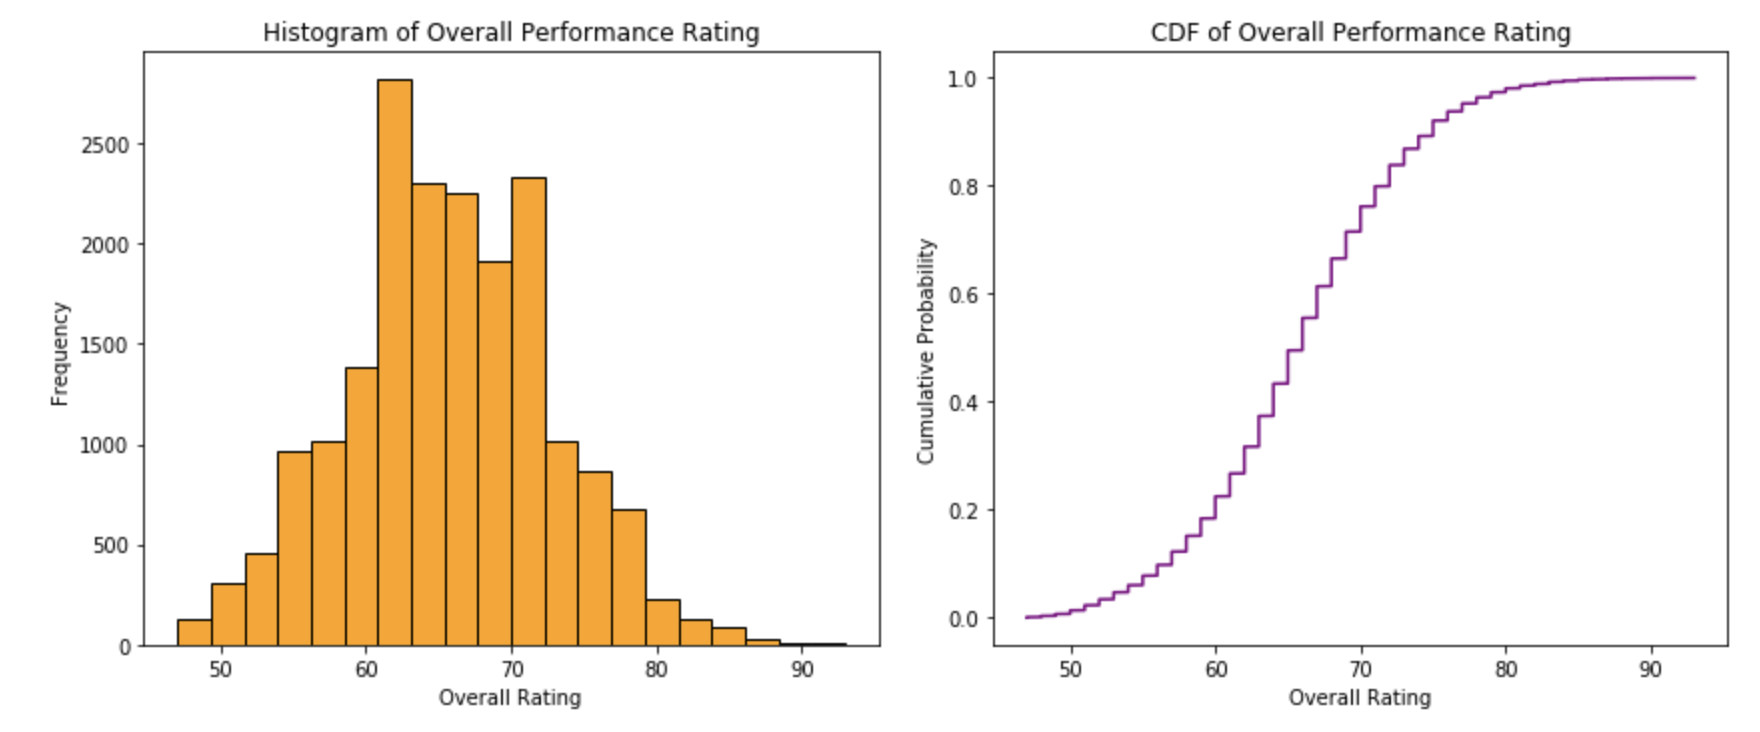 Histogram of Overall Performance Rating
Frequency
2500
2000
1500
1000
500
0
50 60 70 80 90
Overall Rating
CDF of Overall Performance Rating
Cumulative Probability
1.0
0.8
0.6
0.4
0.2
0.0
50 60 70 80 90
Overall Rating